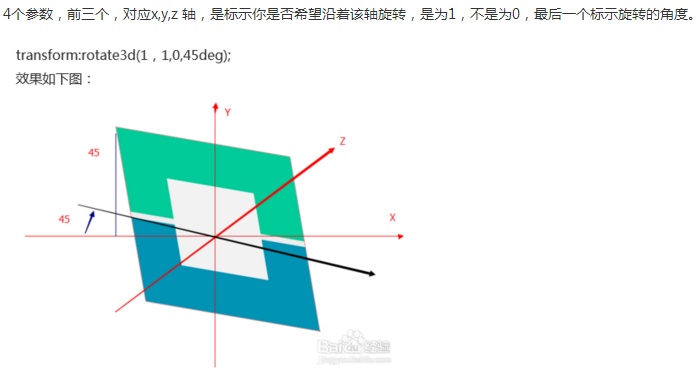 4个参数，前三个，对应x,y,z 轴，是标示你是否希望沿着该轴旋转，是为1，不是为0，最后一个标示旋转的角度。
transform:rotate3d(1，1,0,45deg);
效果如下图：
Y
Z
45
45
X
Baidu 经验
jingyan.baidu.com